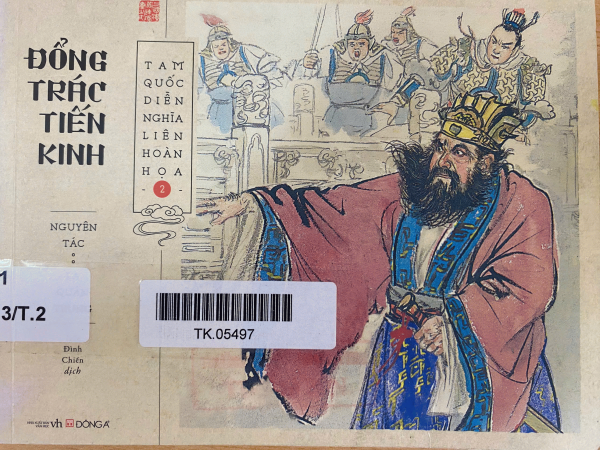 ĐỔNG
TRÁC
TIẾN
KINH
TAM
QUỐC
DIỄN
NGHĨA
LIÊN
HOÀN
HỌA
2
NGUYÊN
TÁC
1
3/T.2
TK.05497
Đình
Chiến
dịch
vh
ĐÔNG A